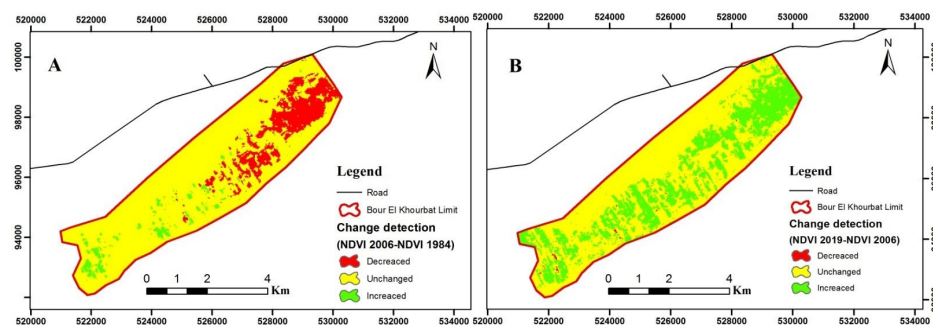 520000 522000 524000 526000 528000 530000 532000 534000
A
N
100000
98000
96000
94000
Legend
Road
Bour El Khourbat Limit
Change detection
(NDVI 2006-NDVI 1984)
Decreaced
Unchanged
Increaced
0 2 4
Km
520000 522000 524000 526000 528000 530000 532000 534000
520000 522000 524000 526000 528000 530000 532000 534000
B
N
Legend
Road
Bour El Khourbat Limit
Change detection
(NDVI 2019-NDVI 2006)
Decreaced
Unchanged
Increaced
0 2 4
Km
520000 522000 524000 526000 528000 530000 532000 534000